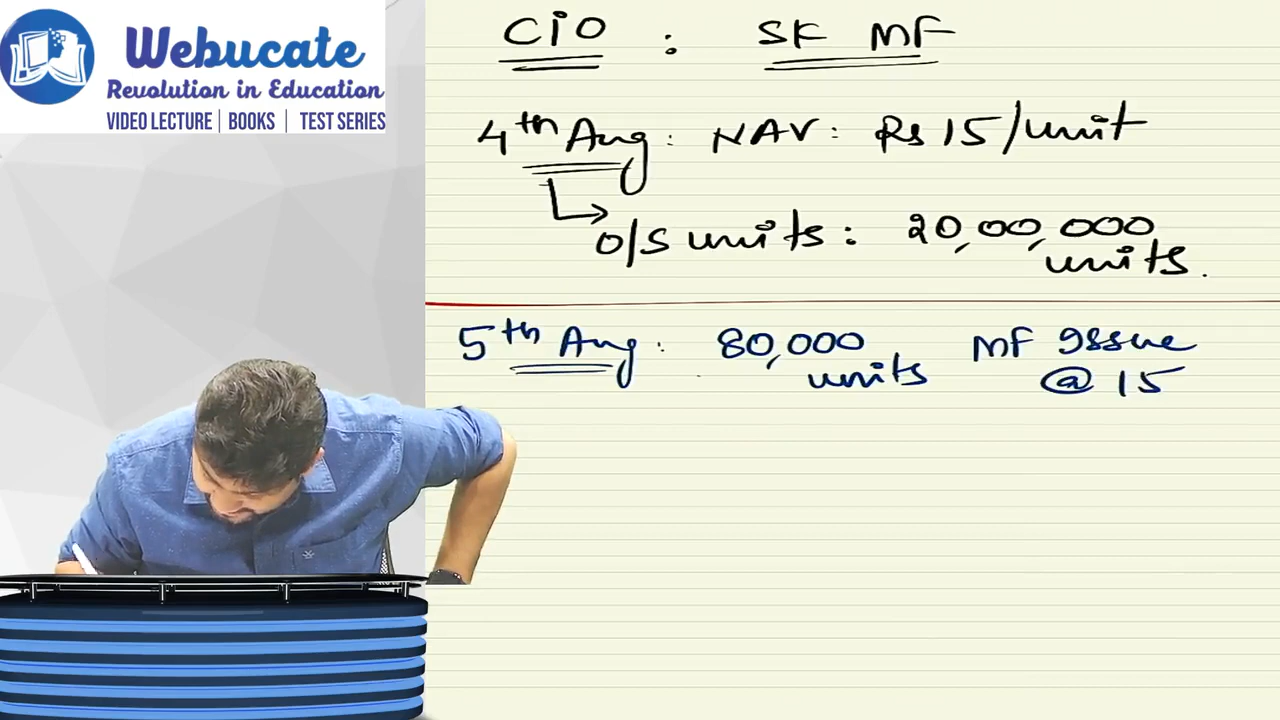 Webucate
Revolution in Education
VIDEO LECTURE | BOOKS | TEST SERIES
CiO : SK MF
4th Aug : NAV : Rs 15/unit
O/S units : 20,00,000
units.
5th Aug : 80,000 MF Issue
units @ 15